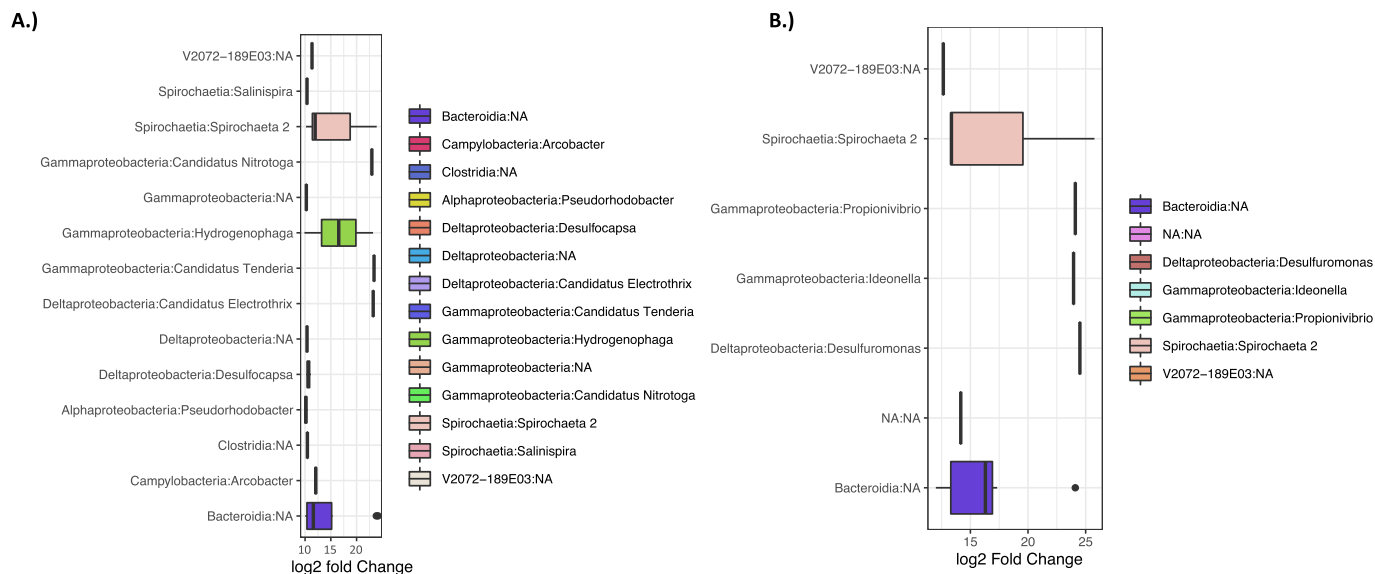 A.)
V2072−189E03:NA
Spirochaetia:Salinispira
Spirochaetia:Spirochaeta 2
Gammaproteobacteria:Candidatus Nitrotoga
Gammaproteobacteria:NA
Gammaproteobacteria:Hydrogenophaga
Gammaproteobacteria:Candidatus Tenderia
Deltaproteobacteria:Candidatus Electrothrix
Deltaproteobacteria:NA
Deltaproteobacteria:Desulfocapsa
Alphaproteobacteria:Pseudorhodobacter
Clostridia:NA
Campylobacteria:Arcobacter
Bacteroidia:NA
10 15 20
log2 fold Change
Bacteroidia:NA
Campylobacteria:Arcobacter
Clostridia:NA
Alphaproteobacteria:Pseudorhodobacter
Deltaproteobacteria:Desulfocapsa
Deltaproteobacteria:NA
Deltaproteobacteria:Candidatus Electrothrix
Gammaproteobacteria:Candidatus Tenderia
Gammaproteobacteria:Hydrogenophaga
Gammaproteobacteria:NA
Gammaproteobacteria:Candidatus Nitrotoga
Spirochaetia:Spirochaeta 2
Spirochaetia:Salinispira
V2072−189E03:NA
B.)
V2072−189E03:NA
Spirochaetia:Spirochaeta 2
Gammaproteobacteria:Propionivibrio
Gammaproteobacteria:Ideonella
Deltaproteobacteria:Desulfuromonas
NA:NA
Bacteroidia:NA
15 20 25
log2 Fold Change
Bacteroidia:NA
NA:NA
Deltaproteobacteria:Desulfuromonas
Gammaproteobacteria:Ideonella
Gammaproteobacteria:Propionivibrio
Spirochaetia:Spirochaeta 2
V2072−189E03:NA